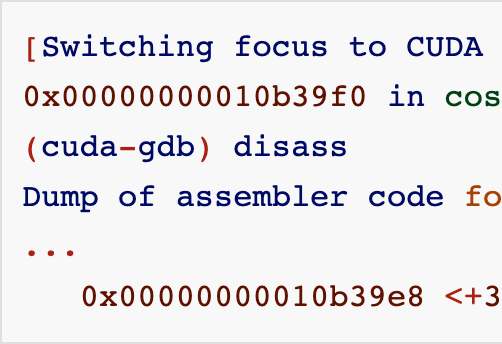 [Switching focus to CUDA
0x00000000010b39f0 in cos
(cuda-gdb) disass
Dump of assembler code fo
...
0x00000000010b39e8 <+3